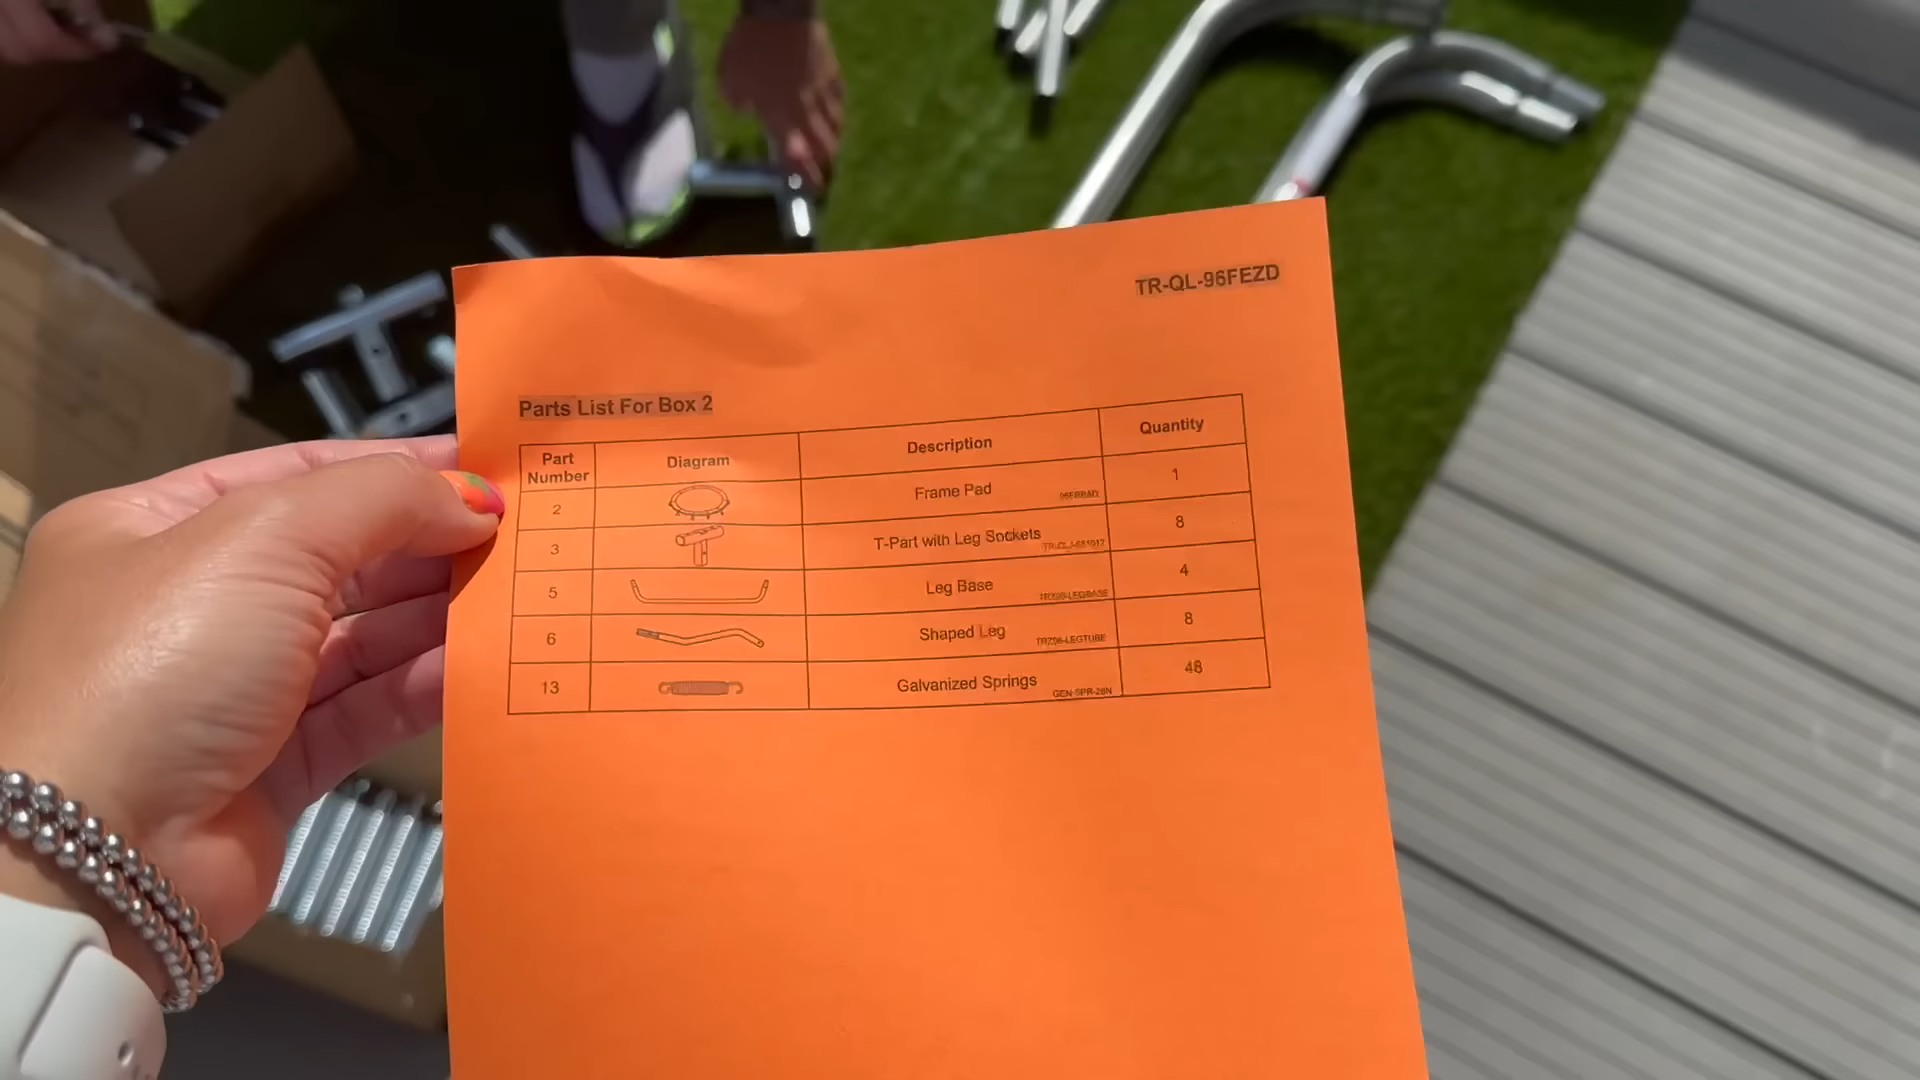 TR-QL-96FEZD
Parts List For Box 2
Part Number Diagram Description Quantity
2 Frame Pad 1
3 T-Part with Leg Sockets 8
5 Leg Base 4
6 Shaped Leg TRZ96-LEGTUBE 8
13 Galvanized Springs GEN-SPR-28N 48